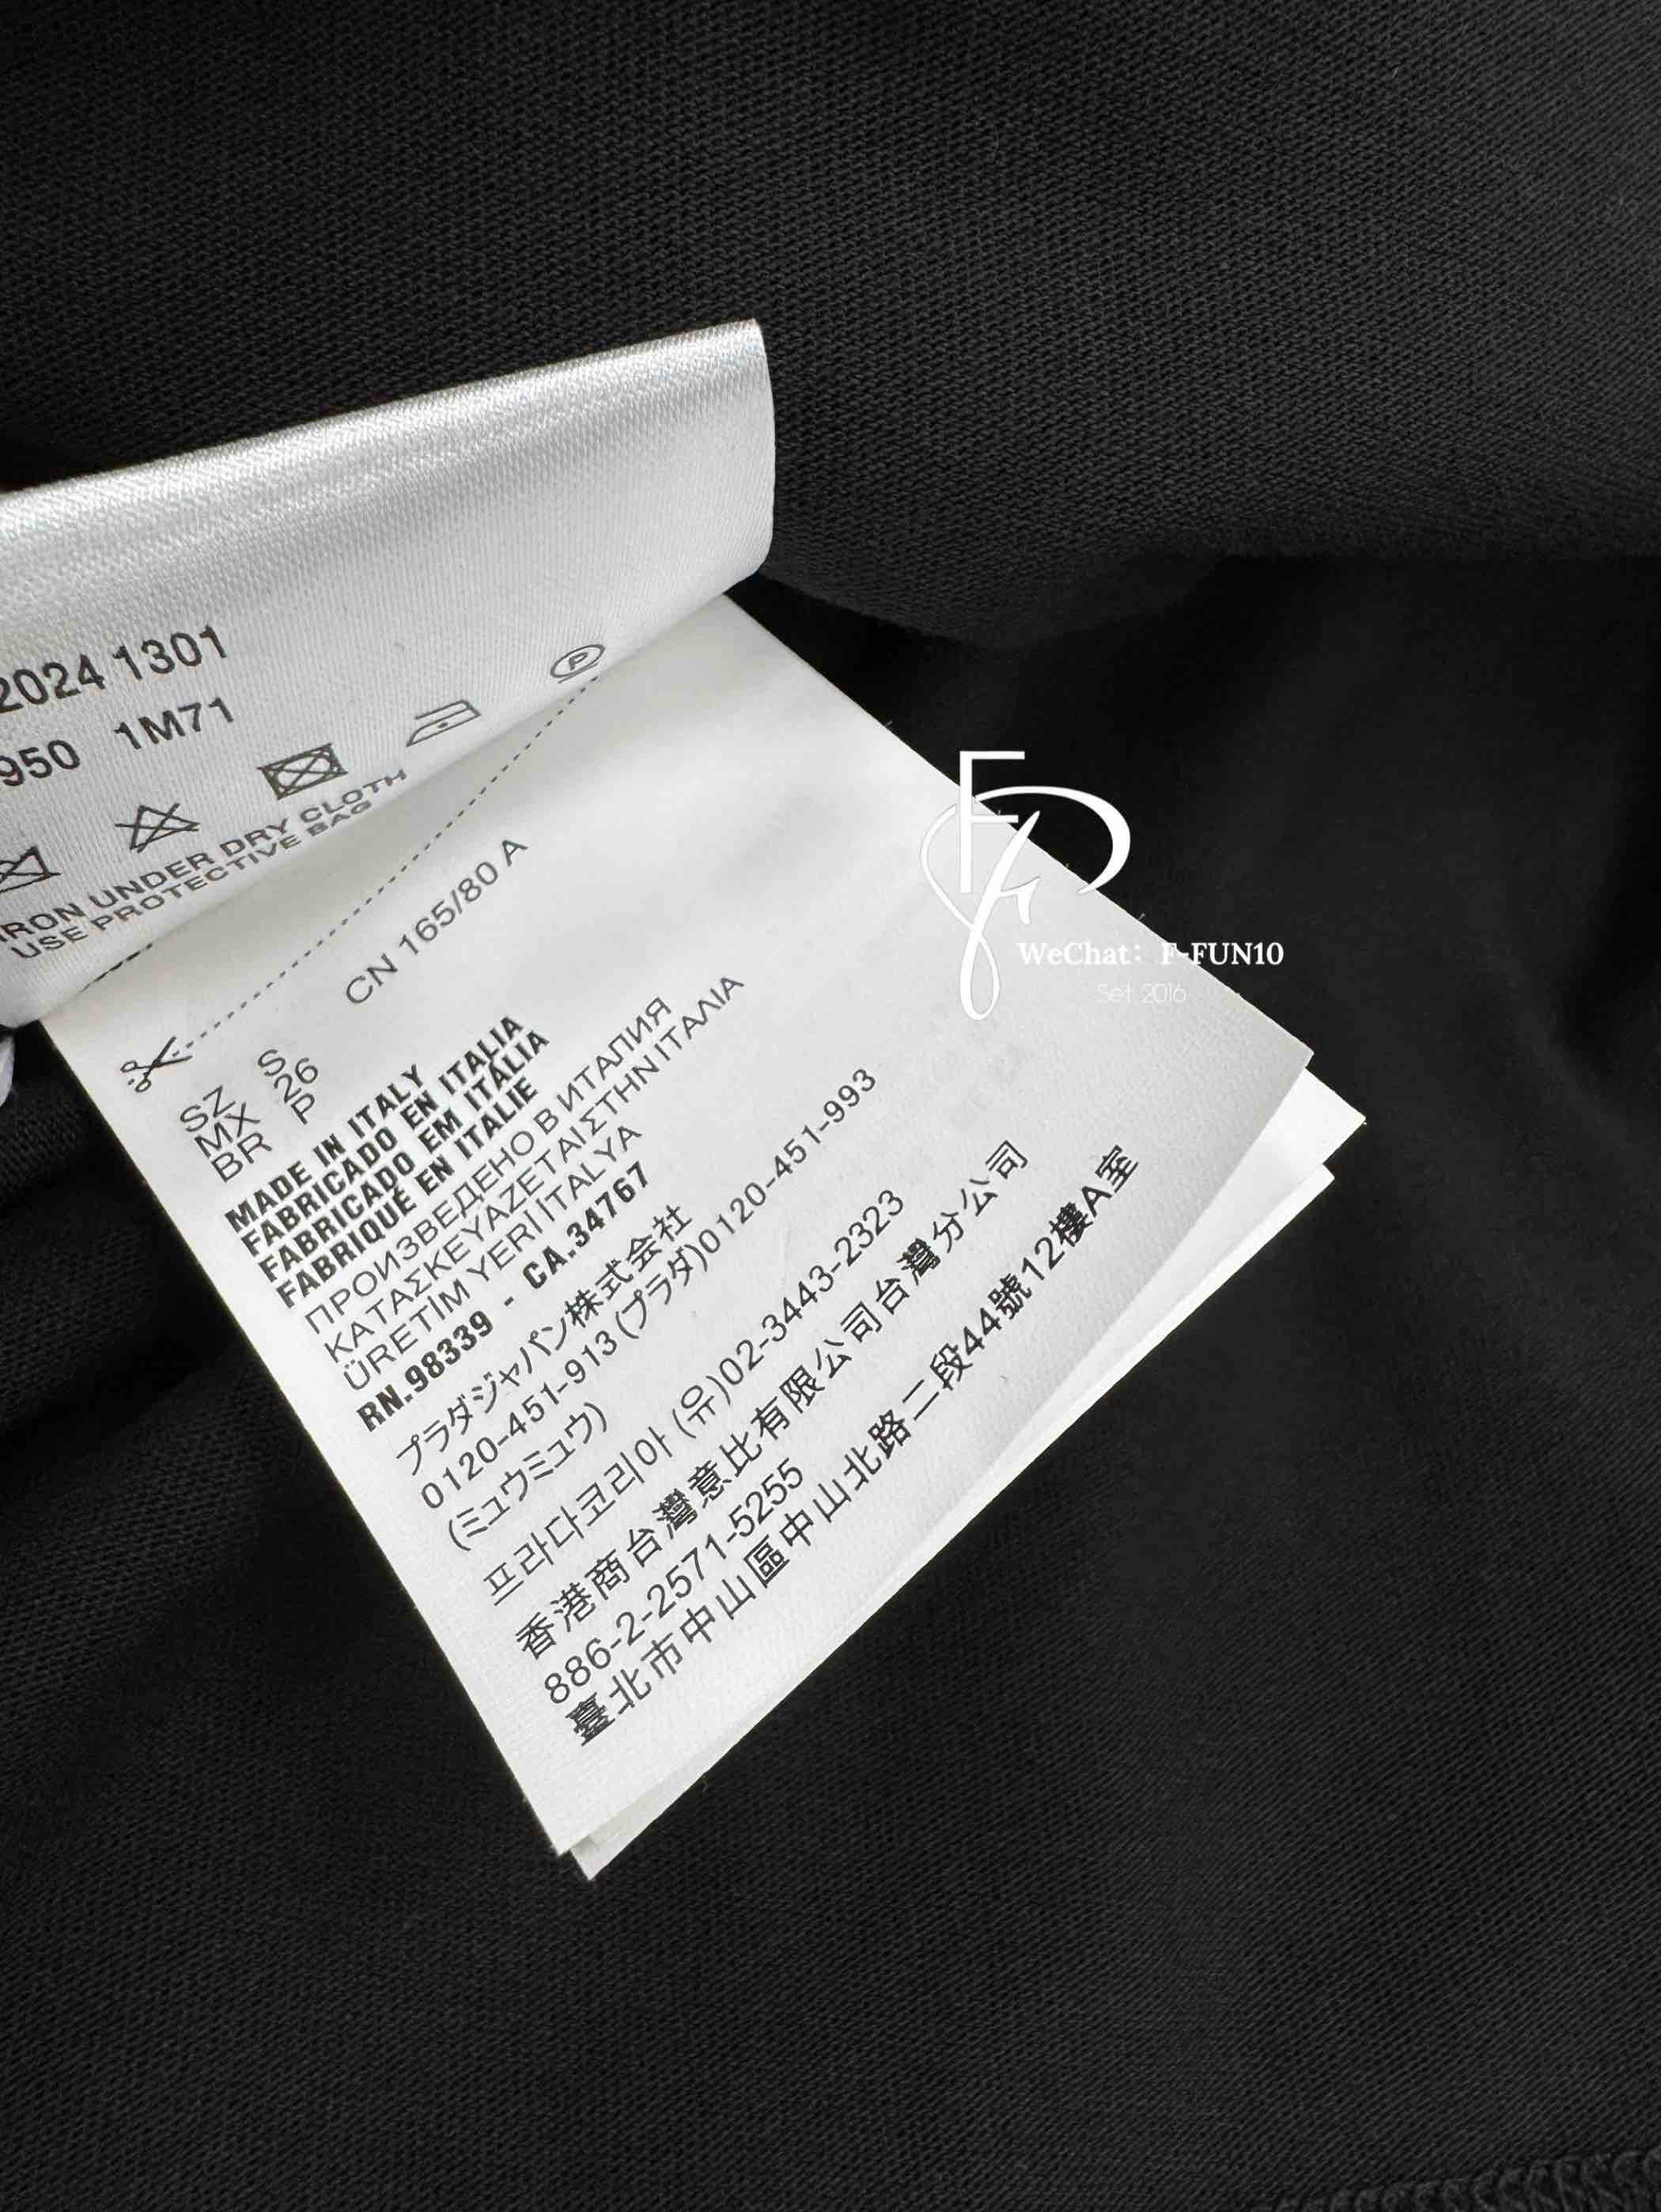 2024 1301
950 1M71
IRON UNDER DRY CLOTH
USE PROTECTIVE BAG
CN 165/80 A
SZ S
MX 26
BR P
MADE IN ITALY
FABRICADO EN ITALIA
FABRICADO EM ITÁLIA
FABRIQUÉ EN ITALIE
ПРОИЗВЕДЕНО В ИТАПИЯ
ΚΑΤΑΣΚΕΥΑΖΕΤΑΙ ΣΤΗΝ ΙΤΑΛΙΑ
ÜRETİM YERİ İTALYA
RN.98339 - CA.34767
プラダジャパン株式会社
0120-451-913 (プラダ)0120-451-993
(ミュウミュウ)
프라다코리아 (유)02-3443-2323
香港商台灣意比有限公司台灣分公司
886-2-2571-5255
臺北市中山區中山北路二段44號12樓A室
WeChat: F-FUN10
Set 2016